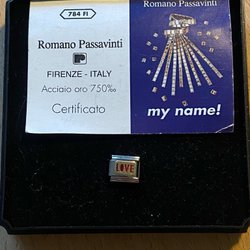 784 FI
Romano Passavinti
FIRENZE - ITALY
Acciaio oro 750‰
Certificato
Romano Passavinti
my name!
LOVE